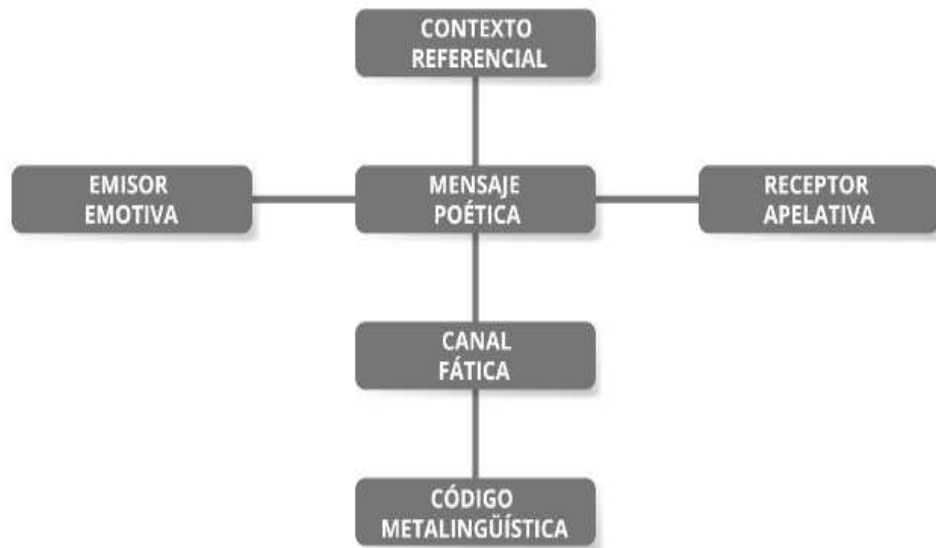 CONTEXTO
REFERENCIAL
EMISOR
EMOTIVA
MENSAJE
POÉTICA
RECEPTOR
APELATIVA
CANAL
FÁTICA
CÓDIGO
METALINGÜÍSTICA